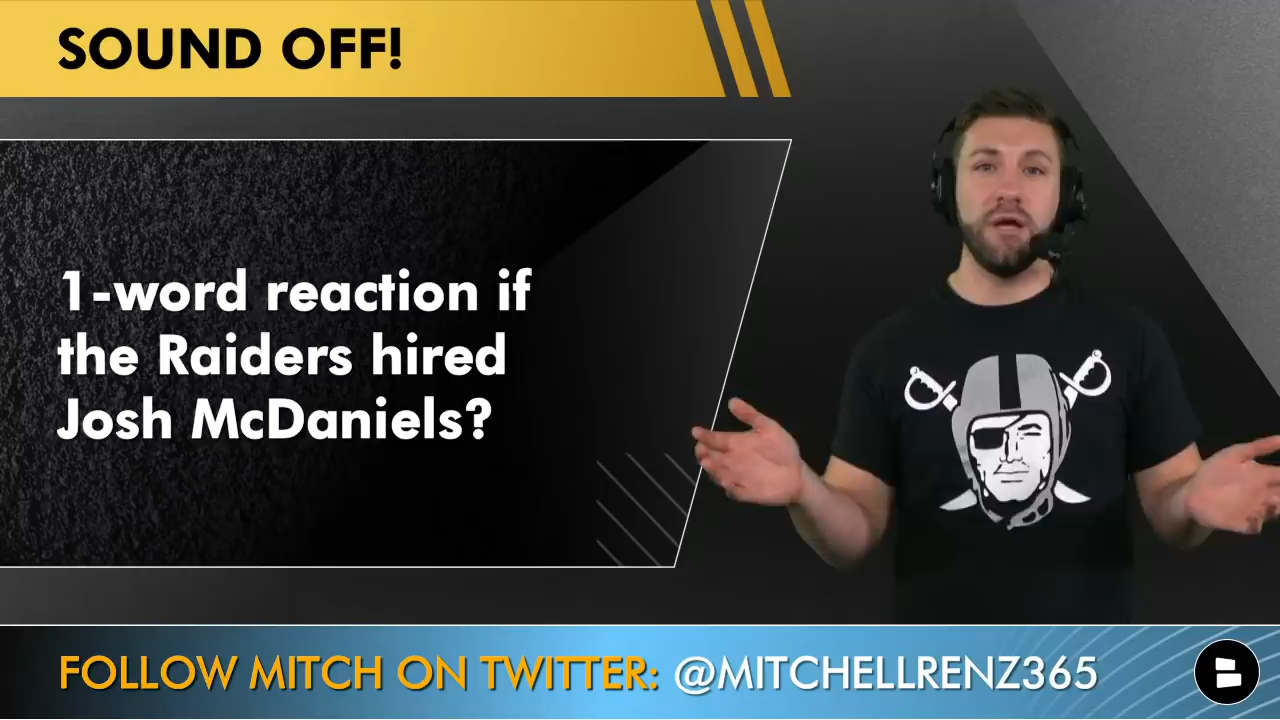 SOUND OFF!
1-word reaction if
the Raiders hired
Josh McDaniels?
FOLLOW MITCH ON TWITTER: @MITCHELLRENZ365